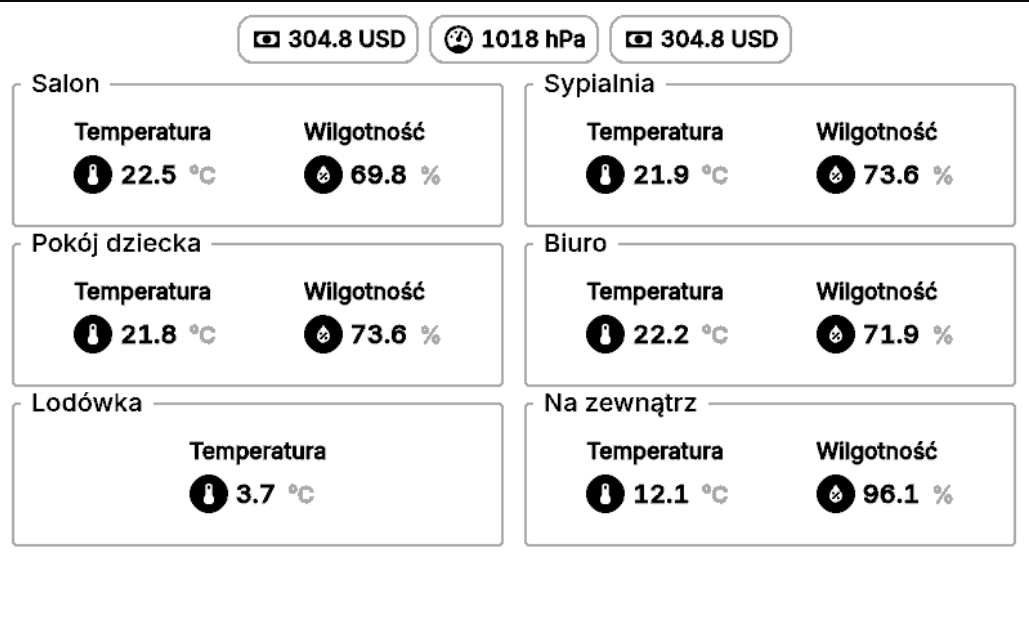 304.8 USD 1018 hPa 304.8 USD
Salon
Temperatura Wilgotność
22.5 °C 69.8 %
Sypialnia
Temperatura Wilgotność
21.9 °C 73.6 %
Pokój dziecka
Temperatura Wilgotność
21.8 °C 73.6 %
Biuro
Temperatura Wilgotność
22.2 °C 71.9 %
Lodówka
Temperatura
3.7 °C
Na zewnątrz
Temperatura Wilgotność
12.1 °C 96.1 %